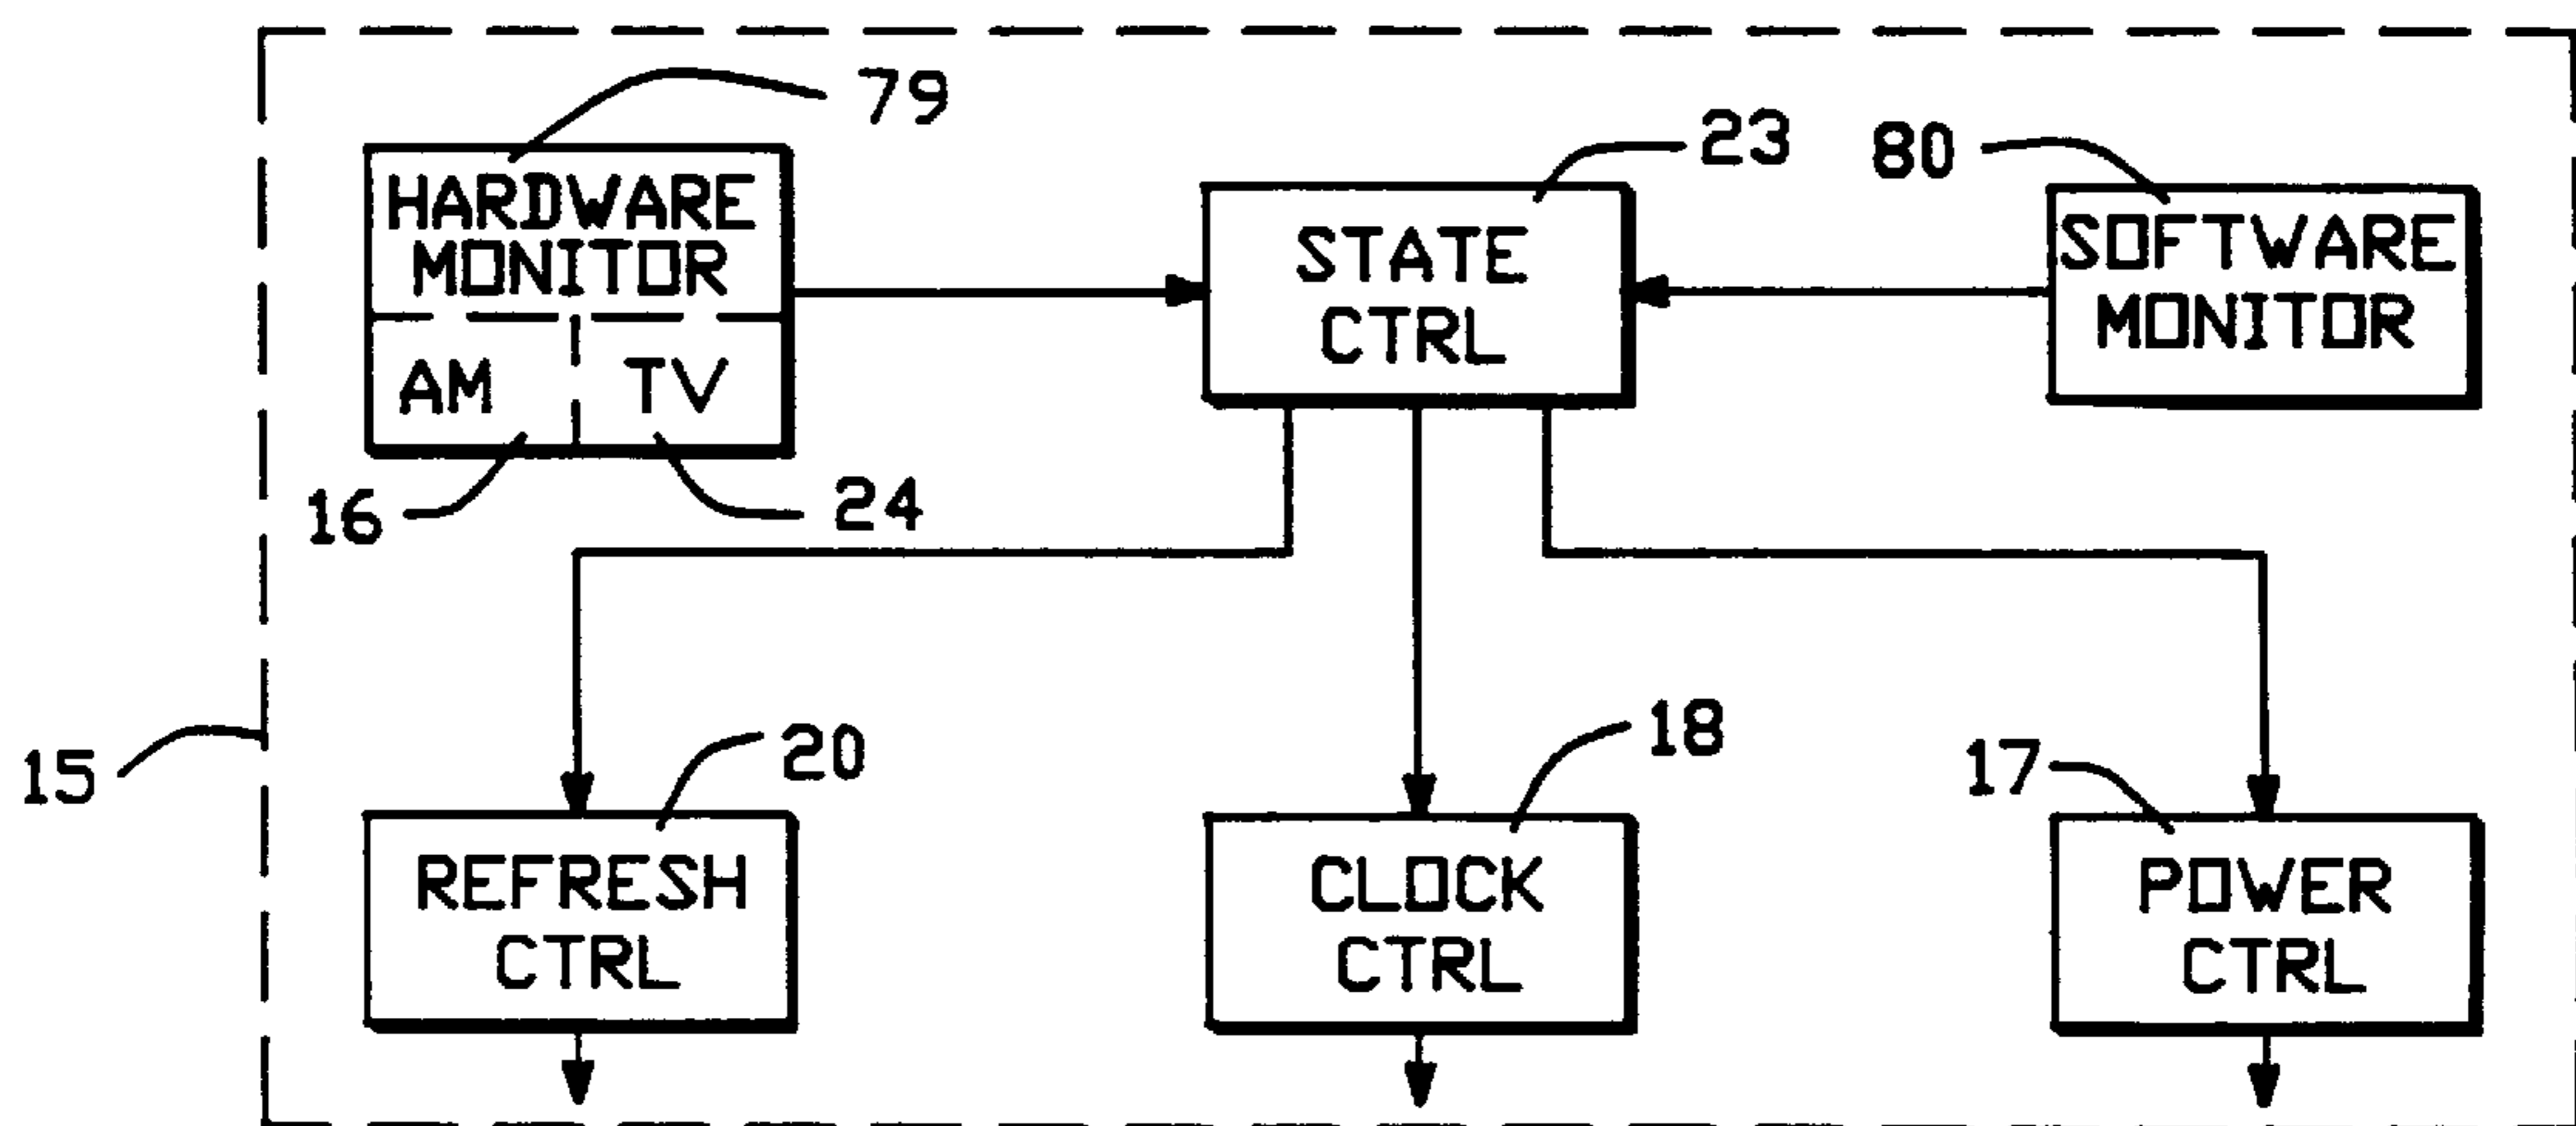 79
HARDWARE
MONITOR
AM
TV
16
24
23
STATE
CTRL
80
SOFTWARE
MONITOR
15
20
REFRESH
CTRL
18
CLOCK
CTRL
17
POWER
CTRL